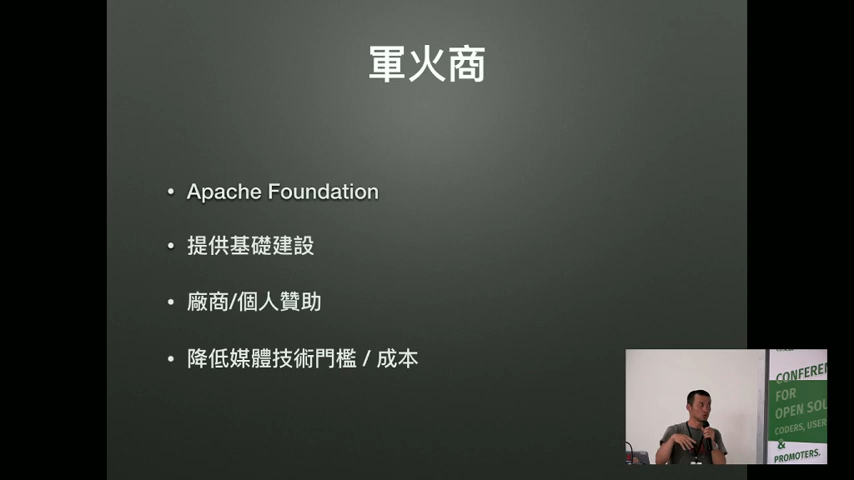 軍火商
• Apache Foundation
• 提供基礎建設
• 廠商/個人贊助
• 降低媒體技術門檻 / 成本
CONFEREN
FOR
OPEN SOU
CODERS, USER
&
PROMOTERS.